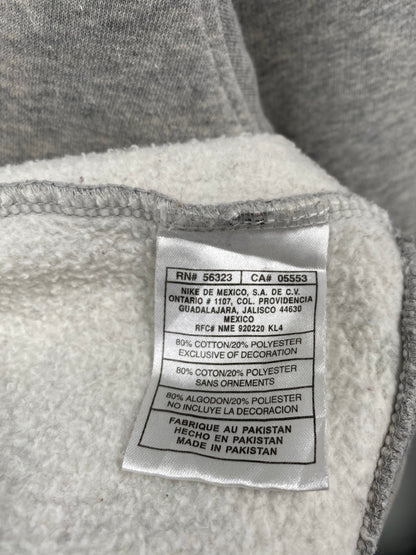 RN# 56323 CA# 05553
NIKE DE MEXICO, S.A. DE C.V.
ONTARIO # 1107, COL. PROVIDENCIA
GUADALAJARA, JALISCO 44630
MEXICO
RFC# NME 920220 KL4
80% COTTON/20% POLYESTER
EXCLUSIVE OF DECORATION
80% COTON/20% POLYESTER
SANS ORNEMENTS
80% ALGODON/20% POLIESTER
NO INCLUYE LA DECORACION
FABRIQUE AU PAKISTAN
HECHO EN PAKISTAN
MADE IN PAKISTAN